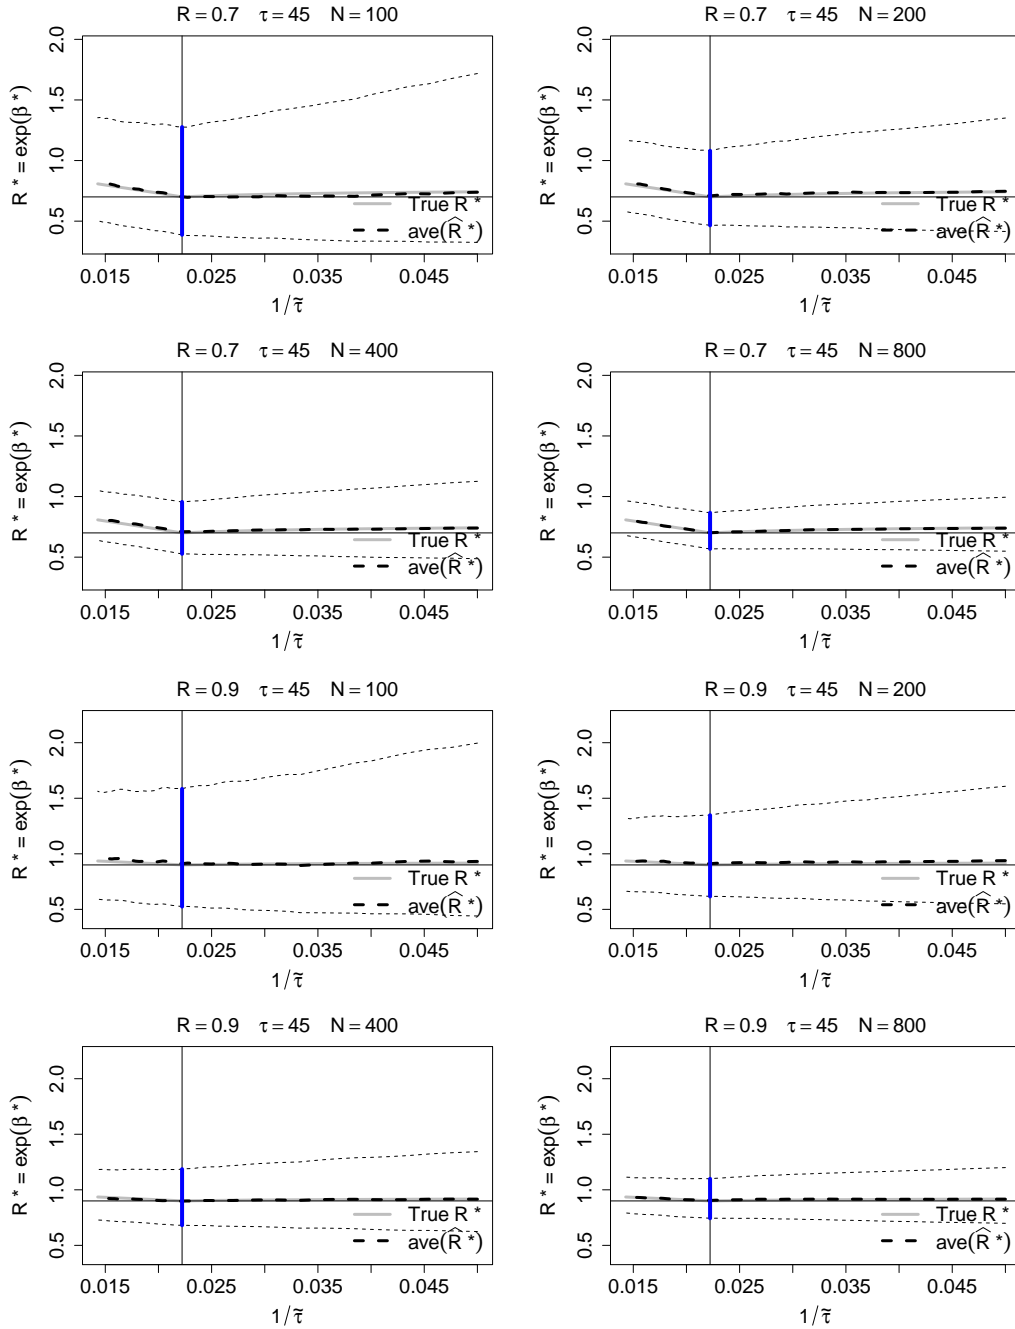 R = 0.7 τ = 45 N = 100
R* = exp(β*)
2.0
1.5
1.0
0.5
True R*
ave(R̂*)
0.015 0.025 0.035 0.045
1/τ̃
R = 0.7 τ = 45 N = 200
R* = exp(β*)
2.0
1.5
1.0
0.5
True R*
ave(R̂*)
0.015 0.025 0.035 0.045
1/τ̃
R = 0.7 τ = 45 N = 400
R* = exp(β*)
2.0
1.5
1.0
0.5
True R*
ave(R̂*)
0.015 0.025 0.035 0.045
1/τ̃
R = 0.7 τ = 45 N = 800
R* = exp(β*)
2.0
1.5
1.0
0.5
True R*
ave(R̂*)
0.015 0.025 0.035 0.045
1/τ̃
R = 0.9 τ = 45 N = 100
R* = exp(β*)
2.0
1.5
1.0
0.5
True R*
ave(R̂*)
0.015 0.025 0.035 0.045
1/τ̃
R = 0.9 τ = 45 N = 200
R* = exp(β*)
2.0
1.5
1.0
0.5
True R*
ave(R̂*)
0.015 0.025 0.035 0.045
1/τ̃
R = 0.9 τ = 45 N = 400
R* = exp(β*)
2.0
1.5
1.0
0.5
True R*
ave(R̂*)
0.015 0.025 0.035 0.045
1/τ̃
R = 0.9 τ = 45 N = 800
R* = exp(β*)
2.0
1.5
1.0
0.5
True R*
ave(R̂*)
0.015 0.025 0.035 0.045
1/τ̃